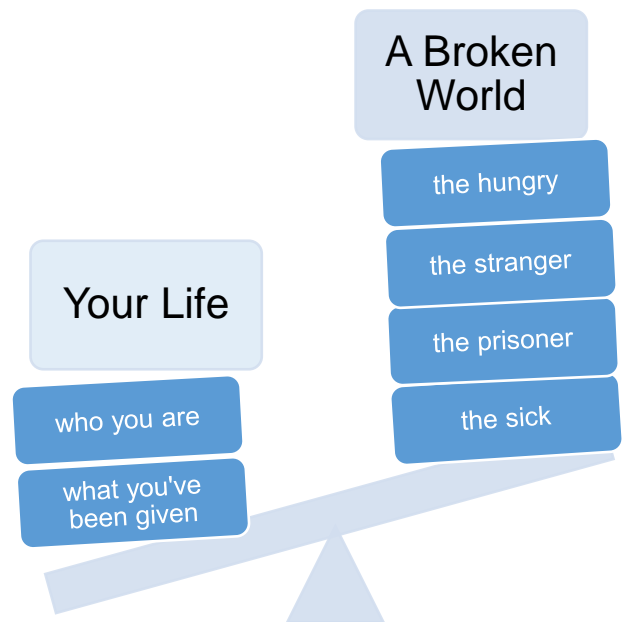 Your Life
who you are
what you've
been given
A Broken
World
the hungry
the stranger
the prisoner
the sick